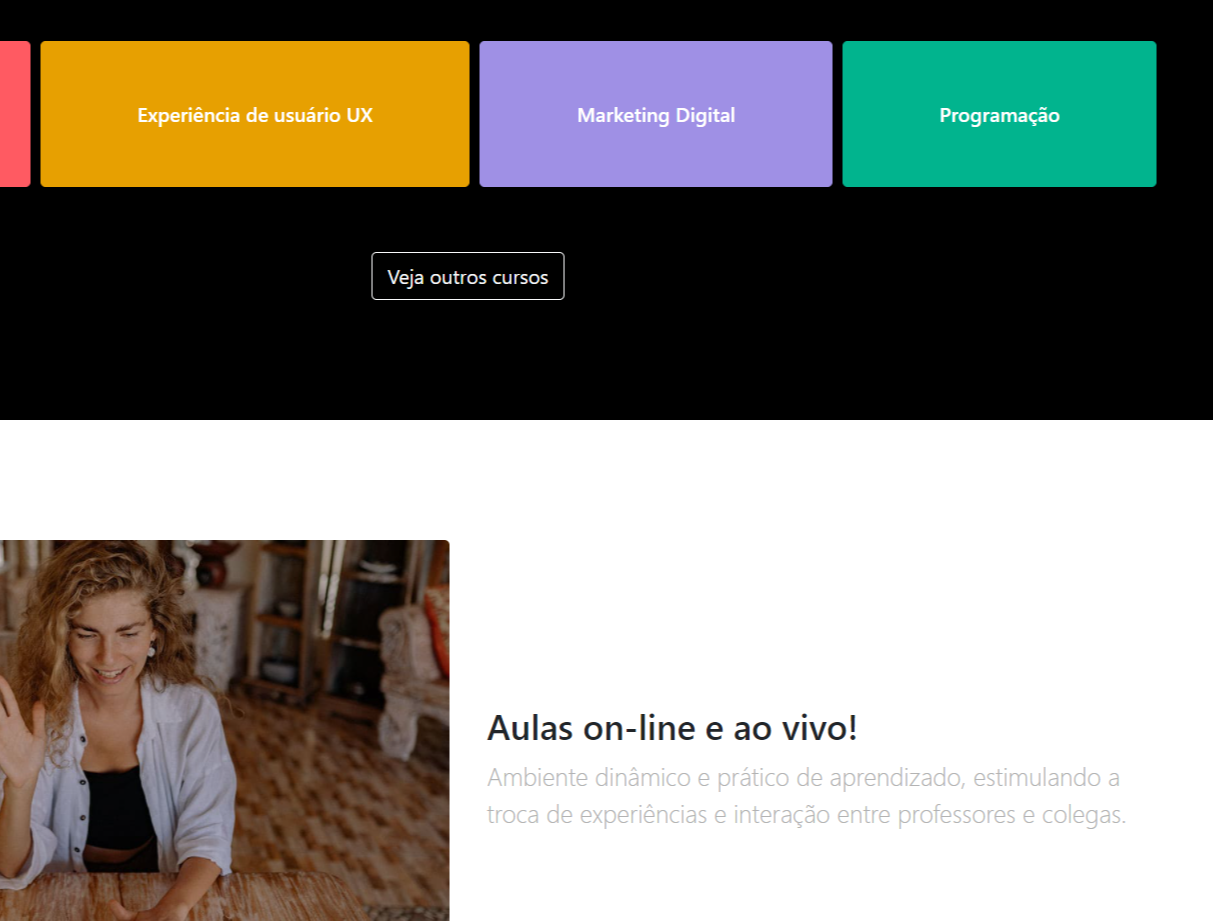 Experiência de usuário UX
Marketing Digital
Programação
Veja outros cursos
Aulas on-line e ao vivo!
Ambiente dinâmico e prático de aprendizado, estimulando a
troca de experiências e interação entre professores e colegas.